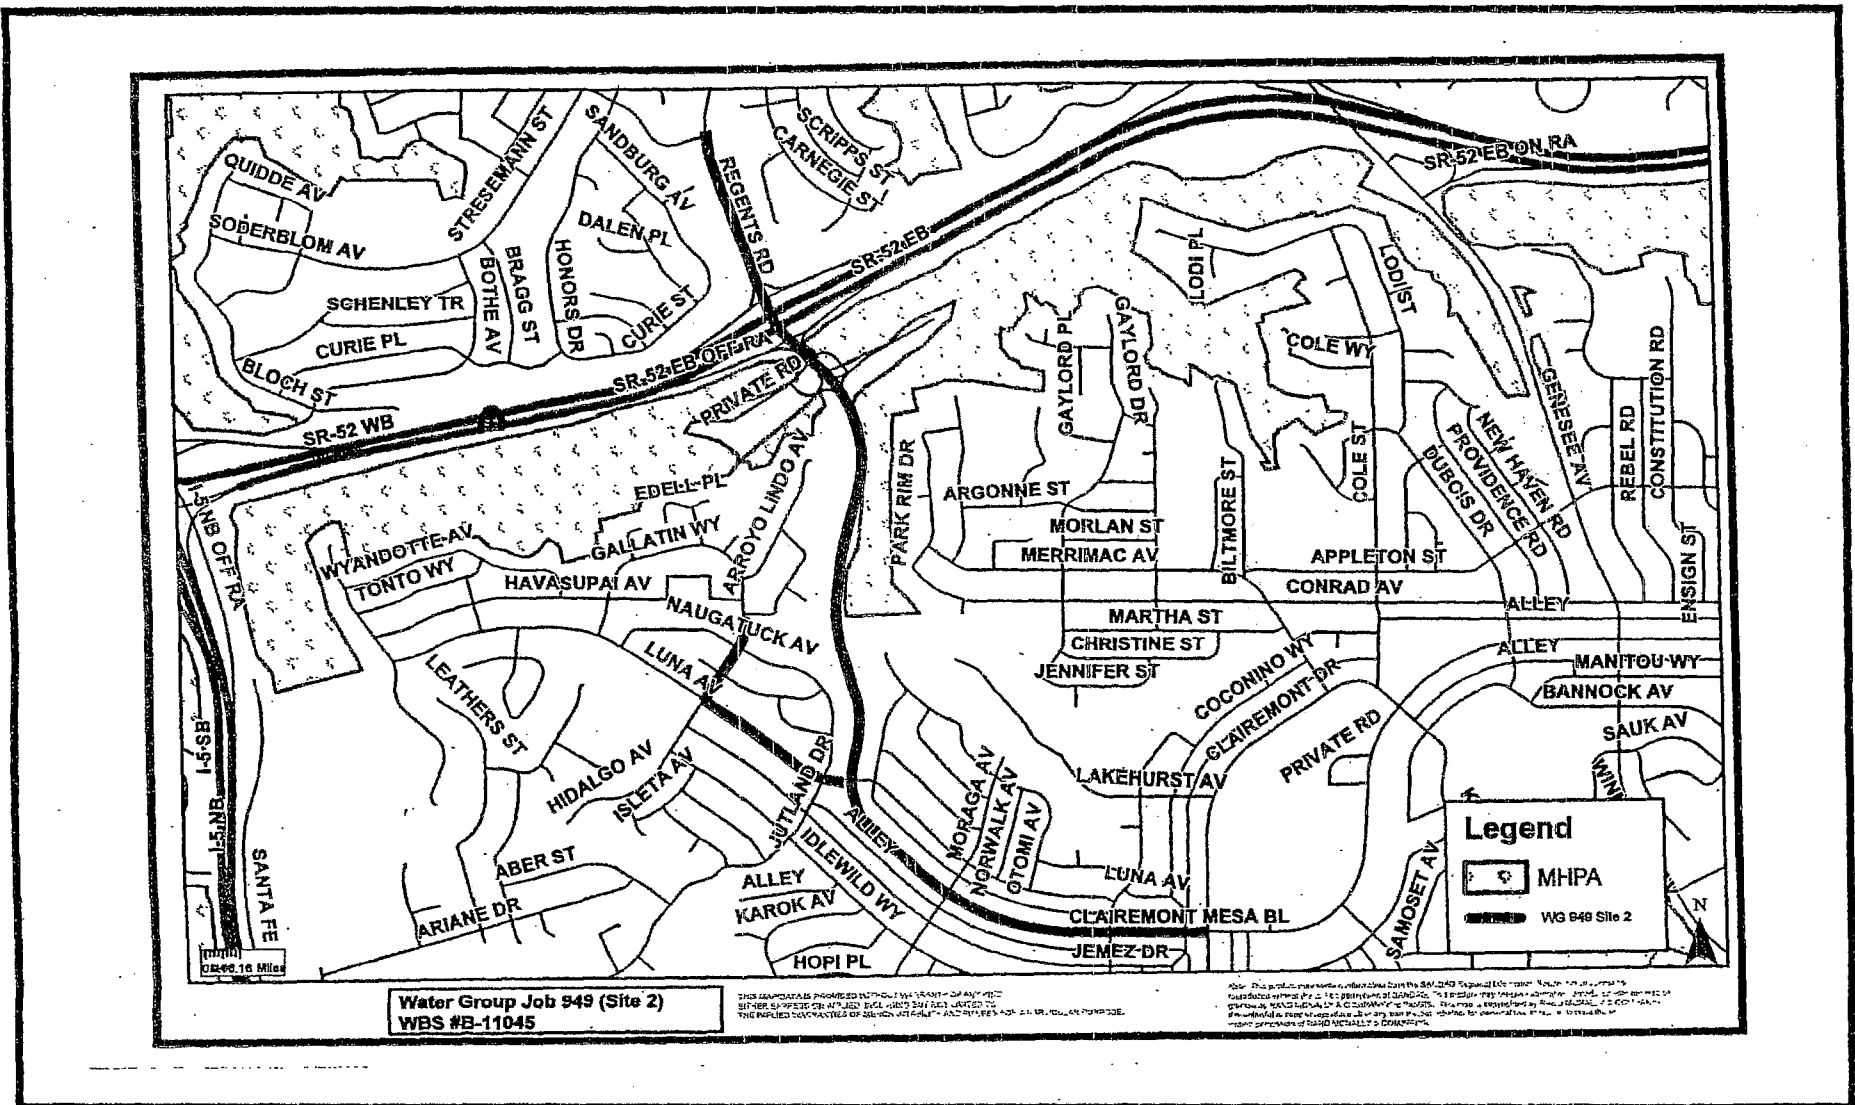 SANDBURG AV
SCRIPPS ST
CARNEGIE ST
STRESEMANN ST
QUIDDE AV
REGENTS RD
SR-52 EB ON RA
SODERBLOM AV
DALEN PL
SR-52 EB
BOTHE AV
BRAGG ST
HONORS DR
LODI PL
LODI ST
SCHENLEY TR
CURIE ST
CURIE PL
GAYLORD PL
GAYLORD DR
COLE WY
BLOCH ST
SR-52 EB OFF RA
PRIVATE RD
GENESEE AV
SR-52 WB
REBEL RD
CONSTITUTION RD
NEW HAVEN RD
PROVIDENCE RD
DUBOIS DR
COLE ST
I-5 NB OFF RA
EDELL PL
ARROYO LINDO AV
PARK RIM DR
ARGONNE ST
BILTMORE ST
WYANDOTTE AV
GALLATIN WY
MORLAN ST
MERRIMAC AV
APPLETON ST
ENSIGN ST
TONTO WY
HAVASUPAI AV
CONRAD AV
NAUGATUCK AV
MARTHA ST
ALLEY
LUNA AV
CHRISTINE ST
JENNIFER ST
ALLEY
MANITOU WY
LEATHERS ST
COCONINO WY
CLAIREMONT DR
BANNOCK AV
SAUK AV
PRIVATE RD
I-5 SB
HIDALGO AV
ISLETA AV
JUTLAND DR
LAKEHURST AV
MORAGA AV
NORWALK AV
OTOMI AV
WIN
I-5 NB
ALLEY
IDLEWILD WY
Legend
MHPA
WG 949 Site 2
N
SANTA FE
ABER ST
ALLEY
KAROK AV
LUNA AV
SAMOSET AV
ARIANE DR
CLAIREMONT MESA BL
JEMEZ DR
HOPI PL
Miles
Water Group Job 949 (Site 2)
WBS #B-11045